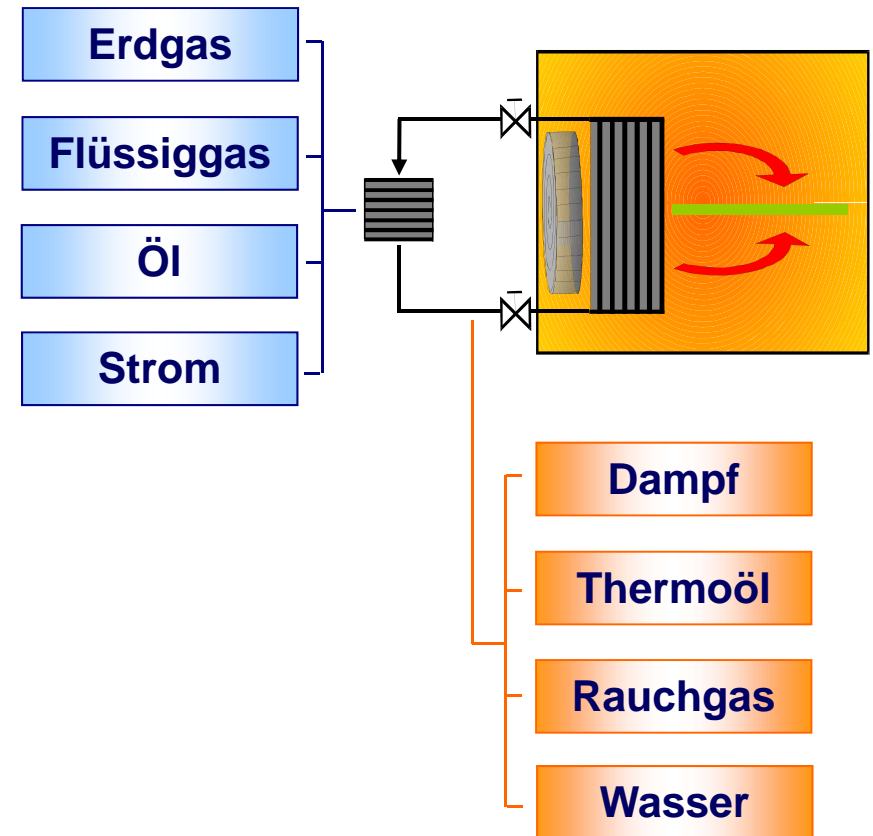 Erdgas
Flüssiggas
Öl
Strom
Dampf
Thermoöl
Rauchgas
Wasser